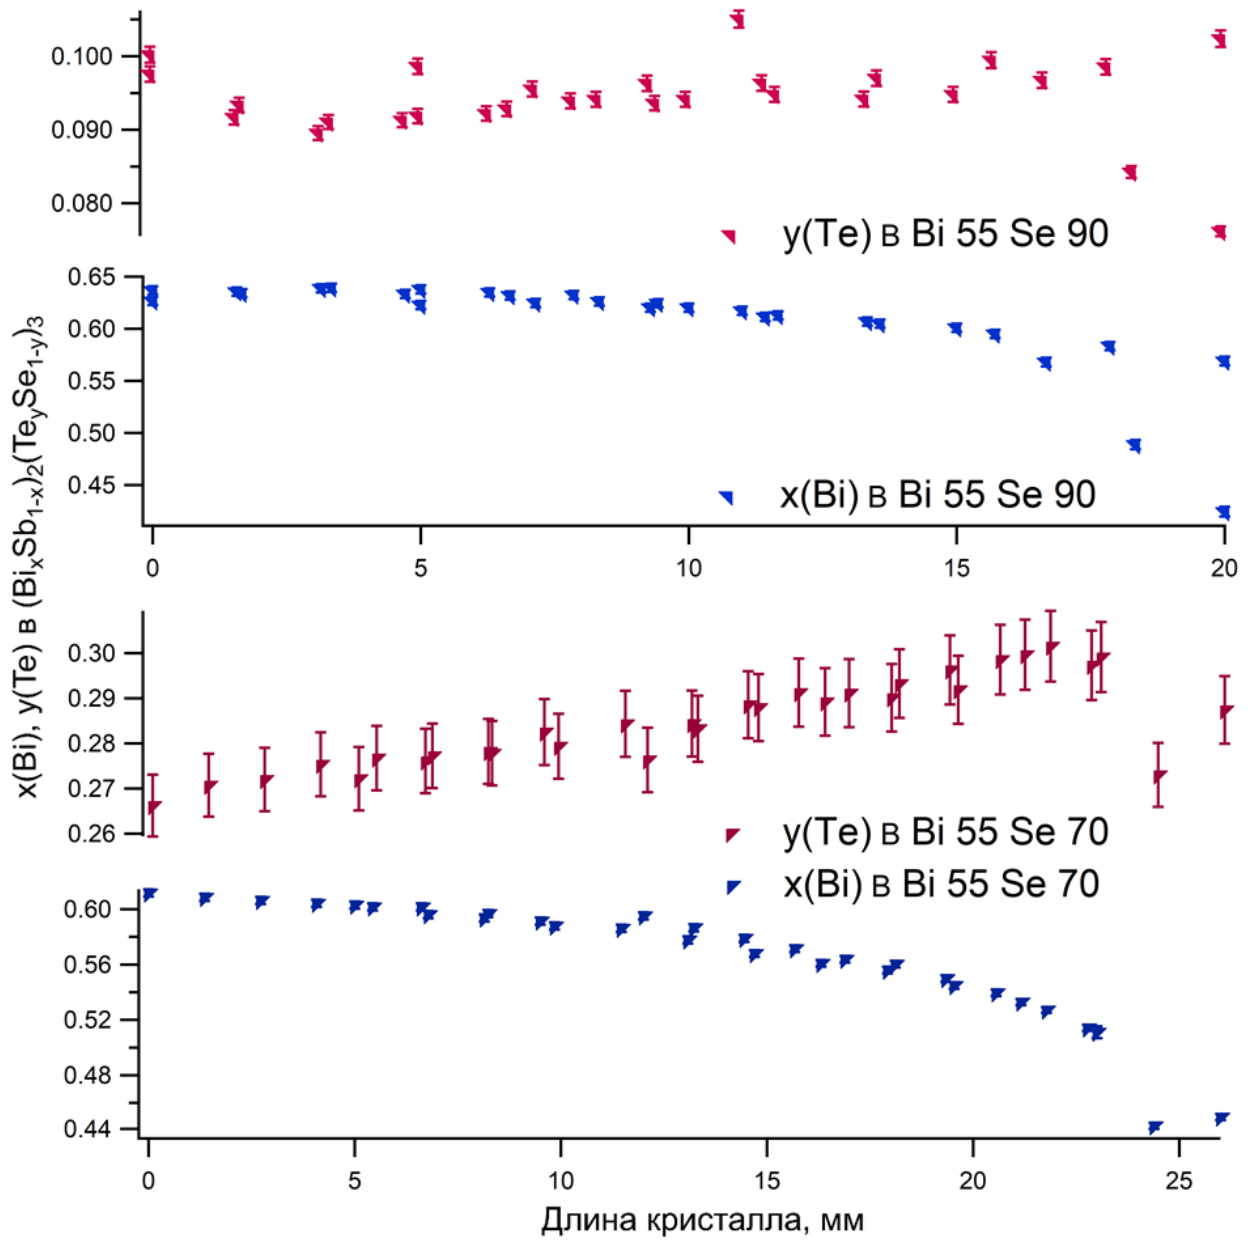 x(Bi), y(Te) в (BiₓSb₁₋ₓ)₂(TeᵧSe₁₋ᵧ)₃
0.100
0.090
0.080
y(Te) в Bi 55 Se 90
0.65
0.60
0.55
0.50
0.45
x(Bi) в Bi 55 Se 90
0 5 10 15 20
0.30
0.29
0.28
0.27
0.26
y(Te) в Bi 55 Se 70
x(Bi) в Bi 55 Se 70
0.60
0.56
0.52
0.48
0.44
0 5 10 15 20 25
Длина кристалла, мм